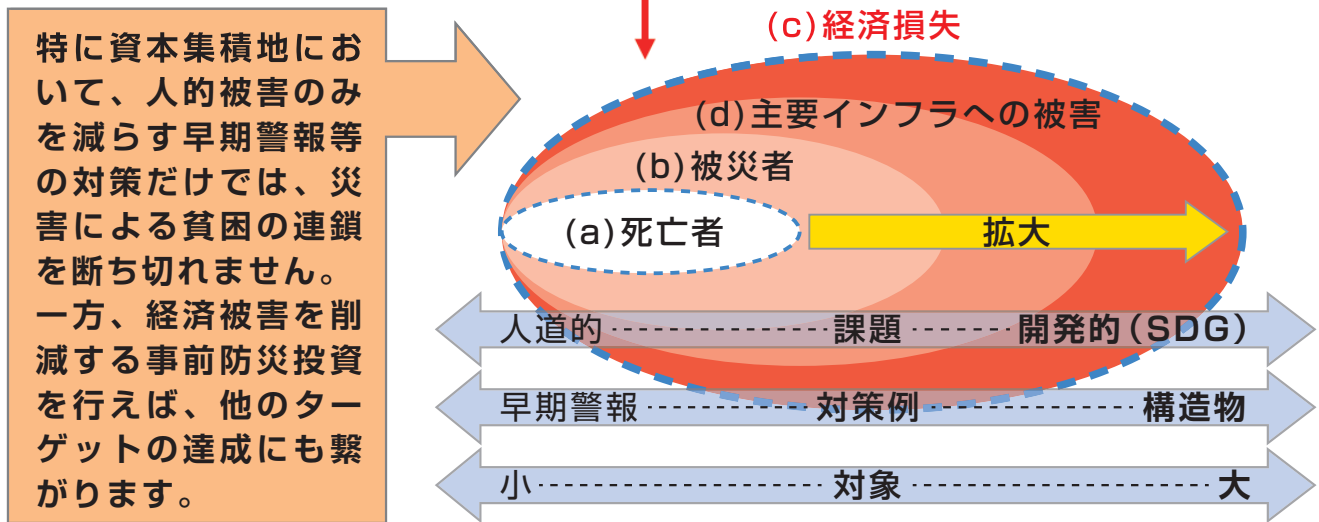 特に資本集積地にお
いて、人的被害のみ
を減らす早期警報等
の対策だけでは、災
害による貧困の連鎖
を断ち切れません。
一方、経済被害を削
減する事前防災投資
を行えば、他のター
ゲットの達成にも繋
がります。
(c)経済損失
(d)主要インフラへの被害
(b)被災者
(a)死亡者
拡大
人道的 課題 開発的(SDG)
早期警報 対策例 構造物
小 対象 大